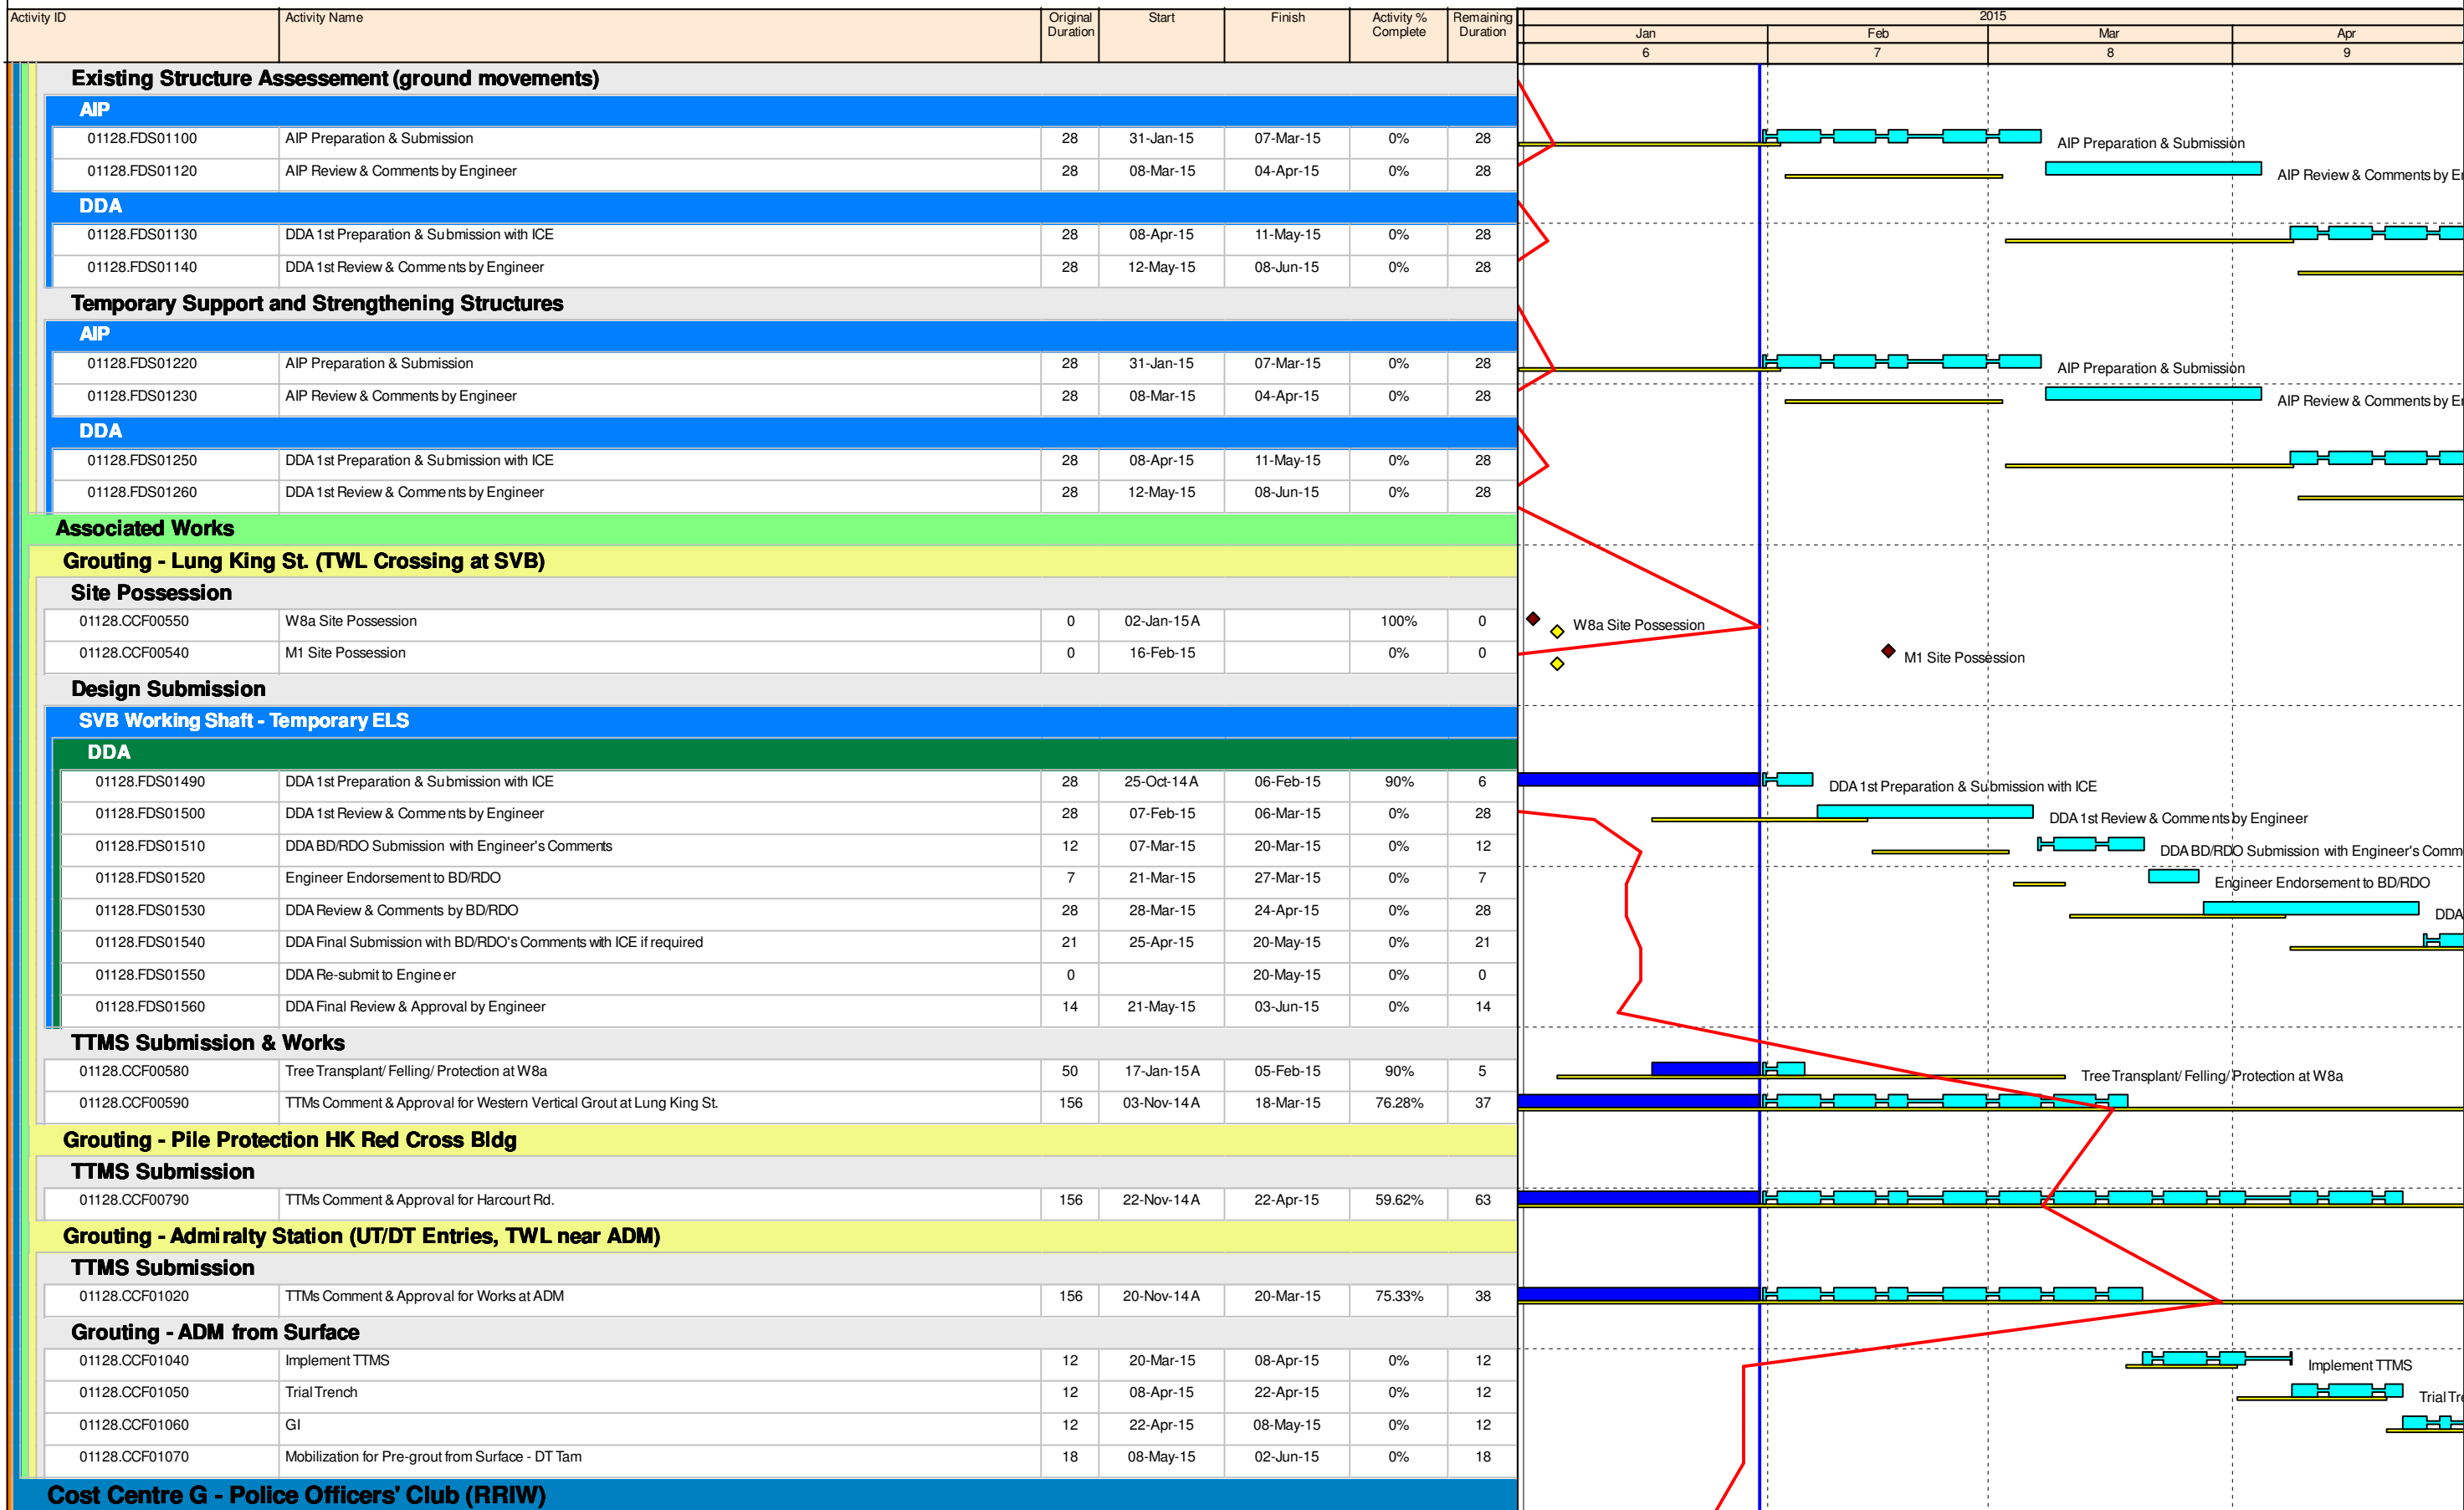 Activity ID Activity Name Original Duration Start Finish Activity % Complete Remaining Duration 2015
Jan Feb Mar Apr
6 7 8 9
Existing Structure Assessement (ground movements)
AIP
01128.FDS01100 AIP Preparation & Submission 28 31-Jan-15 07-Mar-15 0% 28 AIP Preparation & Submission
01128.FDS01120 AIP Review & Comments by Engineer 28 08-Mar-15 04-Apr-15 0% 28 AIP Review & Comments by
DDA
01128.FDS01130 DDA 1st Preparation & Submission with ICE 28 08-Apr-15 11-May-15 0% 28
01128.FDS01140 DDA 1st Review & Comments by Engineer 28 12-May-15 08-Jun-15 0% 28
Temporary Support and Strengthening Structures
AIP
01128.FDS01220 AIP Preparation & Submission 28 31-Jan-15 07-Mar-15 0% 28 AIP Preparation & Submission
01128.FDS01230 AIP Review & Comments by Engineer 28 08-Mar-15 04-Apr-15 0% 28 AIP Review & Comments by
DDA
01128.FDS01250 DDA 1st Preparation & Submission with ICE 28 08-Apr-15 11-May-15 0% 28
01128.FDS01260 DDA 1st Review & Comments by Engineer 28 12-May-15 08-Jun-15 0% 28
Associated Works
Grouting - Lung King St. (TWL Crossing at SVB)
Site Possession
01128.CCF00550 W8a Site Possession 0 02-Jan-15 A 100% 0 W8a Site Possession
01128.CCF00540 M1 Site Possession 0 16-Feb-15 0% 0 M1 Site Possession
Design Submission
SVB Working Shaft - Temporary ELS
DDA
01128.FDS01490 DDA 1st Preparation & Submission with ICE 28 25-Oct-14 A 06-Feb-15 90% 6 DDA 1st Preparation & Submission with ICE
01128.FDS01500 DDA 1st Review & Comments by Engineer 28 07-Feb-15 06-Mar-15 0% 28 DDA 1st Review & Comments by Engineer
01128.FDS01510 DDA BD/RDO Submission with Engineer's Comments 12 07-Mar-15 20-Mar-15 0% 12 DDA BD/RDO Submission with Engineer's Comm
01128.FDS01520 Engineer Endorsement to BD/RDO 7 21-Mar-15 27-Mar-15 0% 7 Engineer Endorsement to BD/RDO
01128.FDS01530 DDA Review & Comments by BD/RDO 28 28-Mar-15 24-Apr-15 0% 28 DDA
01128.FDS01540 DDA Final Submission with BD/RDO's Comments with ICE if required 21 25-Apr-15 20-May-15 0% 21
01128.FDS01550 DDA Re-submit to Engineer 0 20-May-15 0% 0
01128.FDS01560 DDA Final Review & Approval by Engineer 14 21-May-15 03-Jun-15 0% 14
TTMS Submission & Works
01128.CCF00580 Tree Transplant/ Felling/ Protection at W8a 50 17-Jan-15 A 05-Feb-15 90% 5 Tree Transplant/ Felling/ Protection at W8a
01128.CCF00590 TTMs Comment & Approval for Western Vertical Grout at Lung King St. 156 03-Nov-14 A 18-Mar-15 76.28% 37
Grouting - Pile Protection HK Red Cross Bldg
TTMS Submission
01128.CCF00790 TTMs Comment & Approval for Harcourt Rd. 156 22-Nov-14 A 22-Apr-15 59.62% 63
Grouting - Admiralty Station (UT/DT Entries, TWL near ADM)
TTMS Submission
01128.CCF01020 TTMs Comment & Approval for Works at ADM 156 20-Nov-14 A 20-Mar-15 75.33% 38
Grouting - ADM from Surface
01128.CCF01040 Implement TTMS 12 20-Mar-15 08-Apr-15 0% 12 Implement TTMS
01128.CCF01050 Trial Trench 12 08-Apr-15 22-Apr-15 0% 12 Trial Tr
01128.CCF01060 GI 12 22-Apr-15 08-May-15 0% 12
01128.CCF01070 Mobilization for Pre-grout from Surface - DT Tam 18 08-May-15 02-Jun-15 0% 18
Cost Centre G - Police Officers' Club (RRIW)